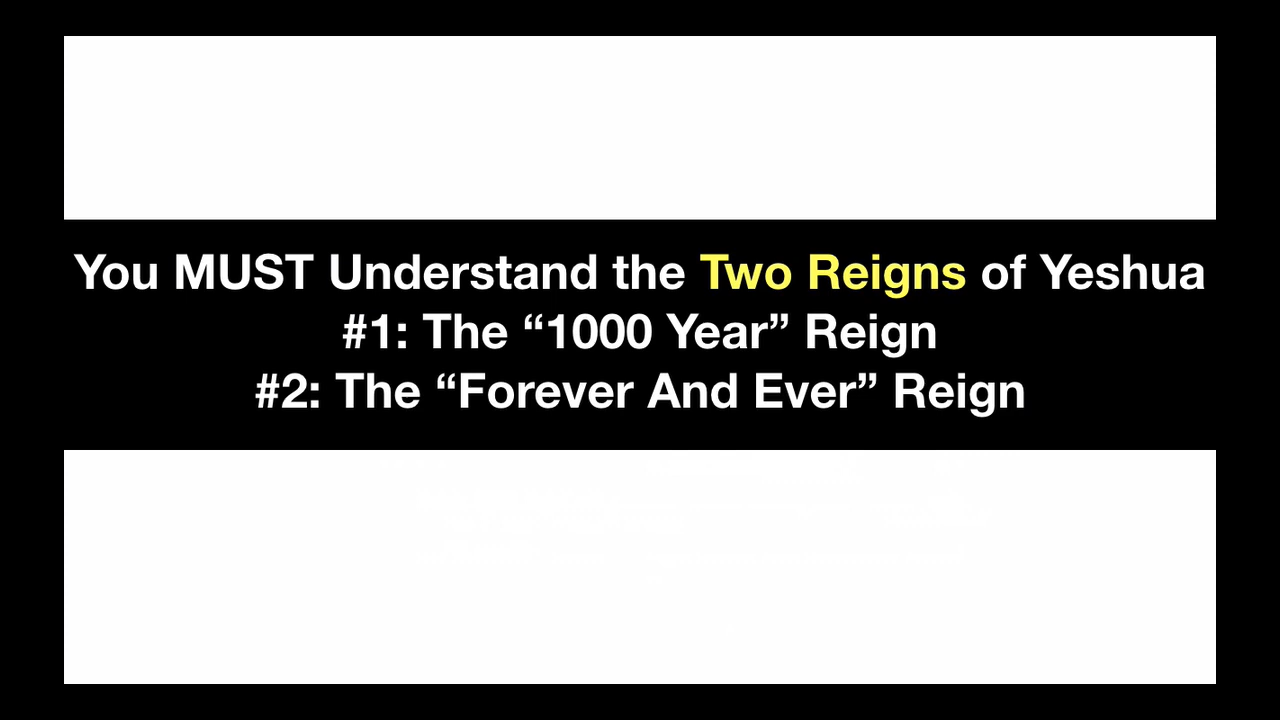 You MUST Understand the Two Reigns of Yeshua
#1: The “1000 Year” Reign
#2: The “Forever And Ever” Reign